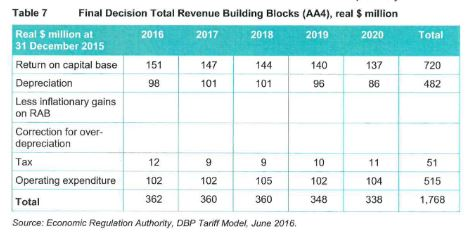 Table 7 Final Decision Total Revenue Building Blocks (AA4), real $ million
Real $ million at 31 December 2015 2016 2017 2018 2019 2020 Total
Return on capital base 151 147 144 140 137 720
Depreciation 98 101 101 96 86 482
Less inflationary gains
on RAB
Correction for over-
depreciation
Tax 12 9 9 10 11 51
Operating expenditure 102 102 105 102 104 515
Total 362 360 360 348 338 1,768
Source: Economic Regulation Authority, DBP Tariff Model, June 2016.